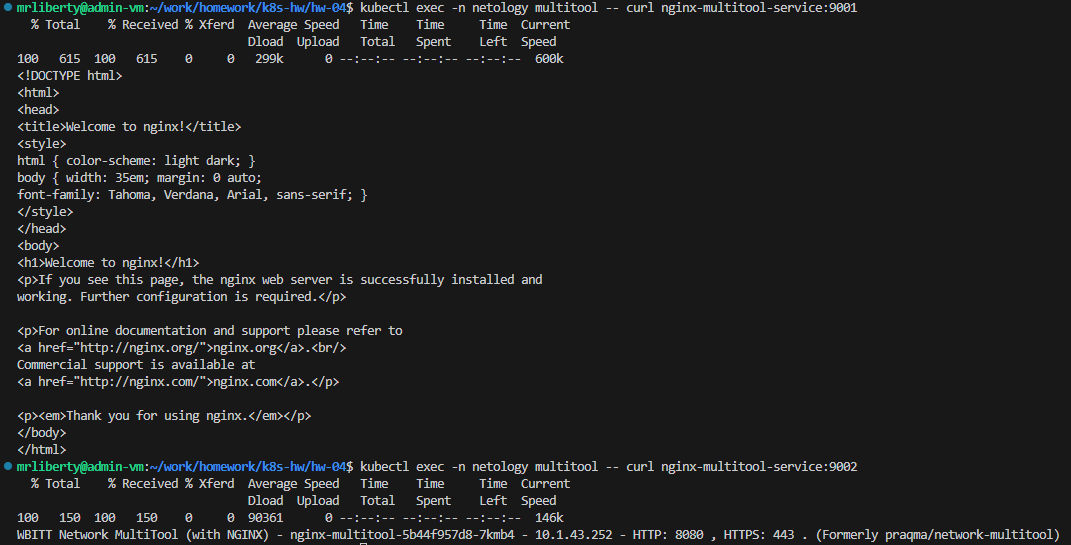 mrliberty@admin-vm:~/work/homework/k8s-hw/hw-04$ kubectl exec -n netology multitool -- curl nginx-multitool-service:9001
  % Total    % Received % Xferd  Average Speed   Time    Time     Time  Current
                                 Dload  Upload   Total   Spent    Left  Speed
100   615  100   615    0     0   299k      0 --:--:-- --:--:-- --:--:--  600k
<!DOCTYPE html>
<html>
<head>
<title>Welcome to nginx!</title>
<style>
html { color-scheme: light dark; }
body { width: 35em; margin: 0 auto;
font-family: Tahoma, Verdana, Arial, sans-serif; }
</style>
</head>
<body>
<h1>Welcome to nginx!</h1>
<p>If you see this page, the nginx web server is successfully installed and
working. Further configuration is required.</p>

<p>For online documentation and support please refer to
<a href="http://nginx.org/">nginx.org</a>.<br/>
Commercial support is available at
<a href="http://nginx.com/">nginx.com</a>.</p>

<p><em>Thank you for using nginx.</em></p>
</body>
</html>
mrliberty@admin-vm:~/work/homework/k8s-hw/hw-04$ kubectl exec -n netology multitool -- curl nginx-multitool-service:9002
  % Total    % Received % Xferd  Average Speed   Time    Time     Time  Current
                                 Dload  Upload   Total   Spent    Left  Speed
100   150  100   150    0     0  90361      0 --:--:-- --:--:-- --:--:--  146k
WBITT Network MultiTool (with NGINX) - nginx-multitool-5b44f957d8-7kmb4 - 10.1.43.252 - HTTP: 8080 , HTTPS: 443 . (Formerly praqma/network-multitool)